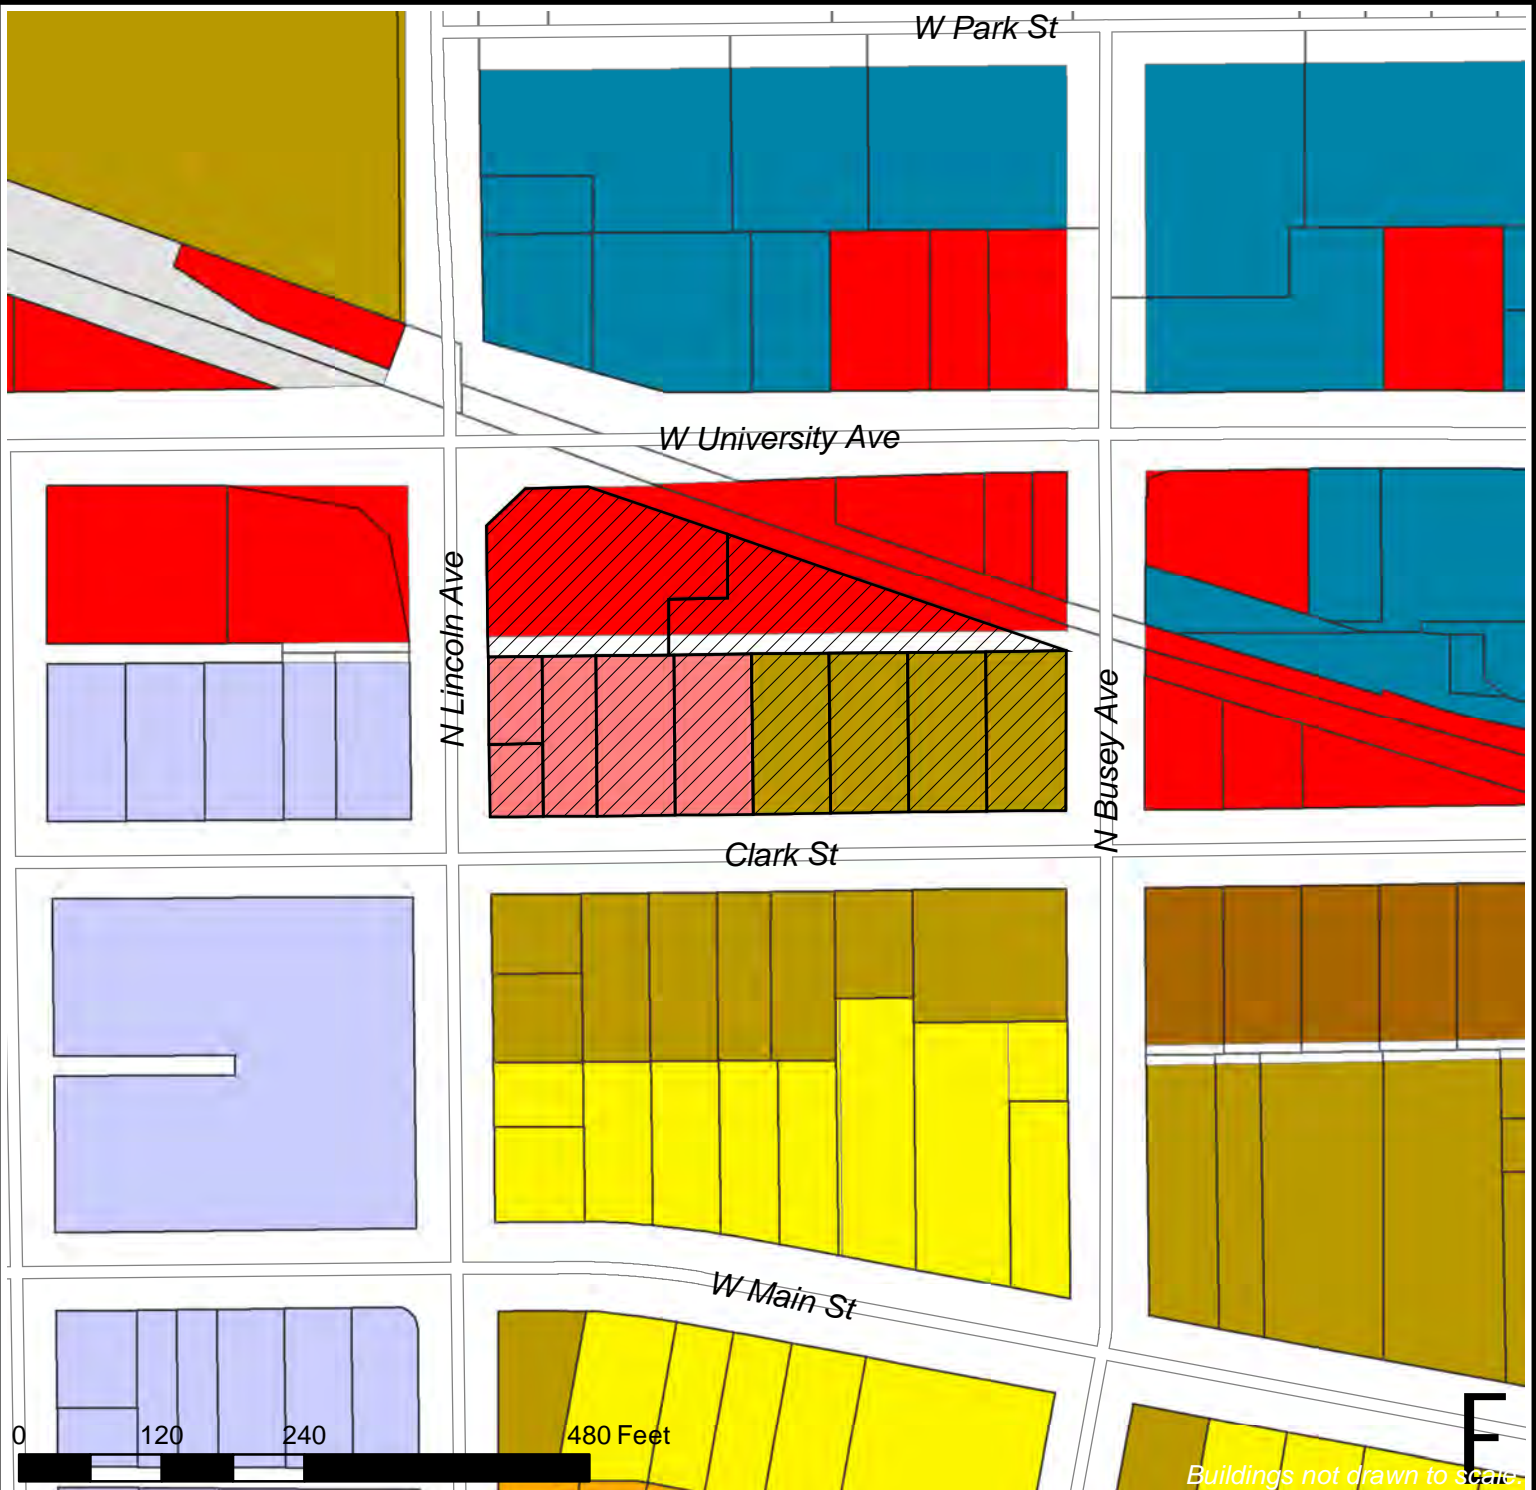 W Park St
W University Ave
N Lincoln Ave
N Busey Ave
Clark St
W Main St
0 120 240 480 Feet
F
Buildings not drawn to scale.